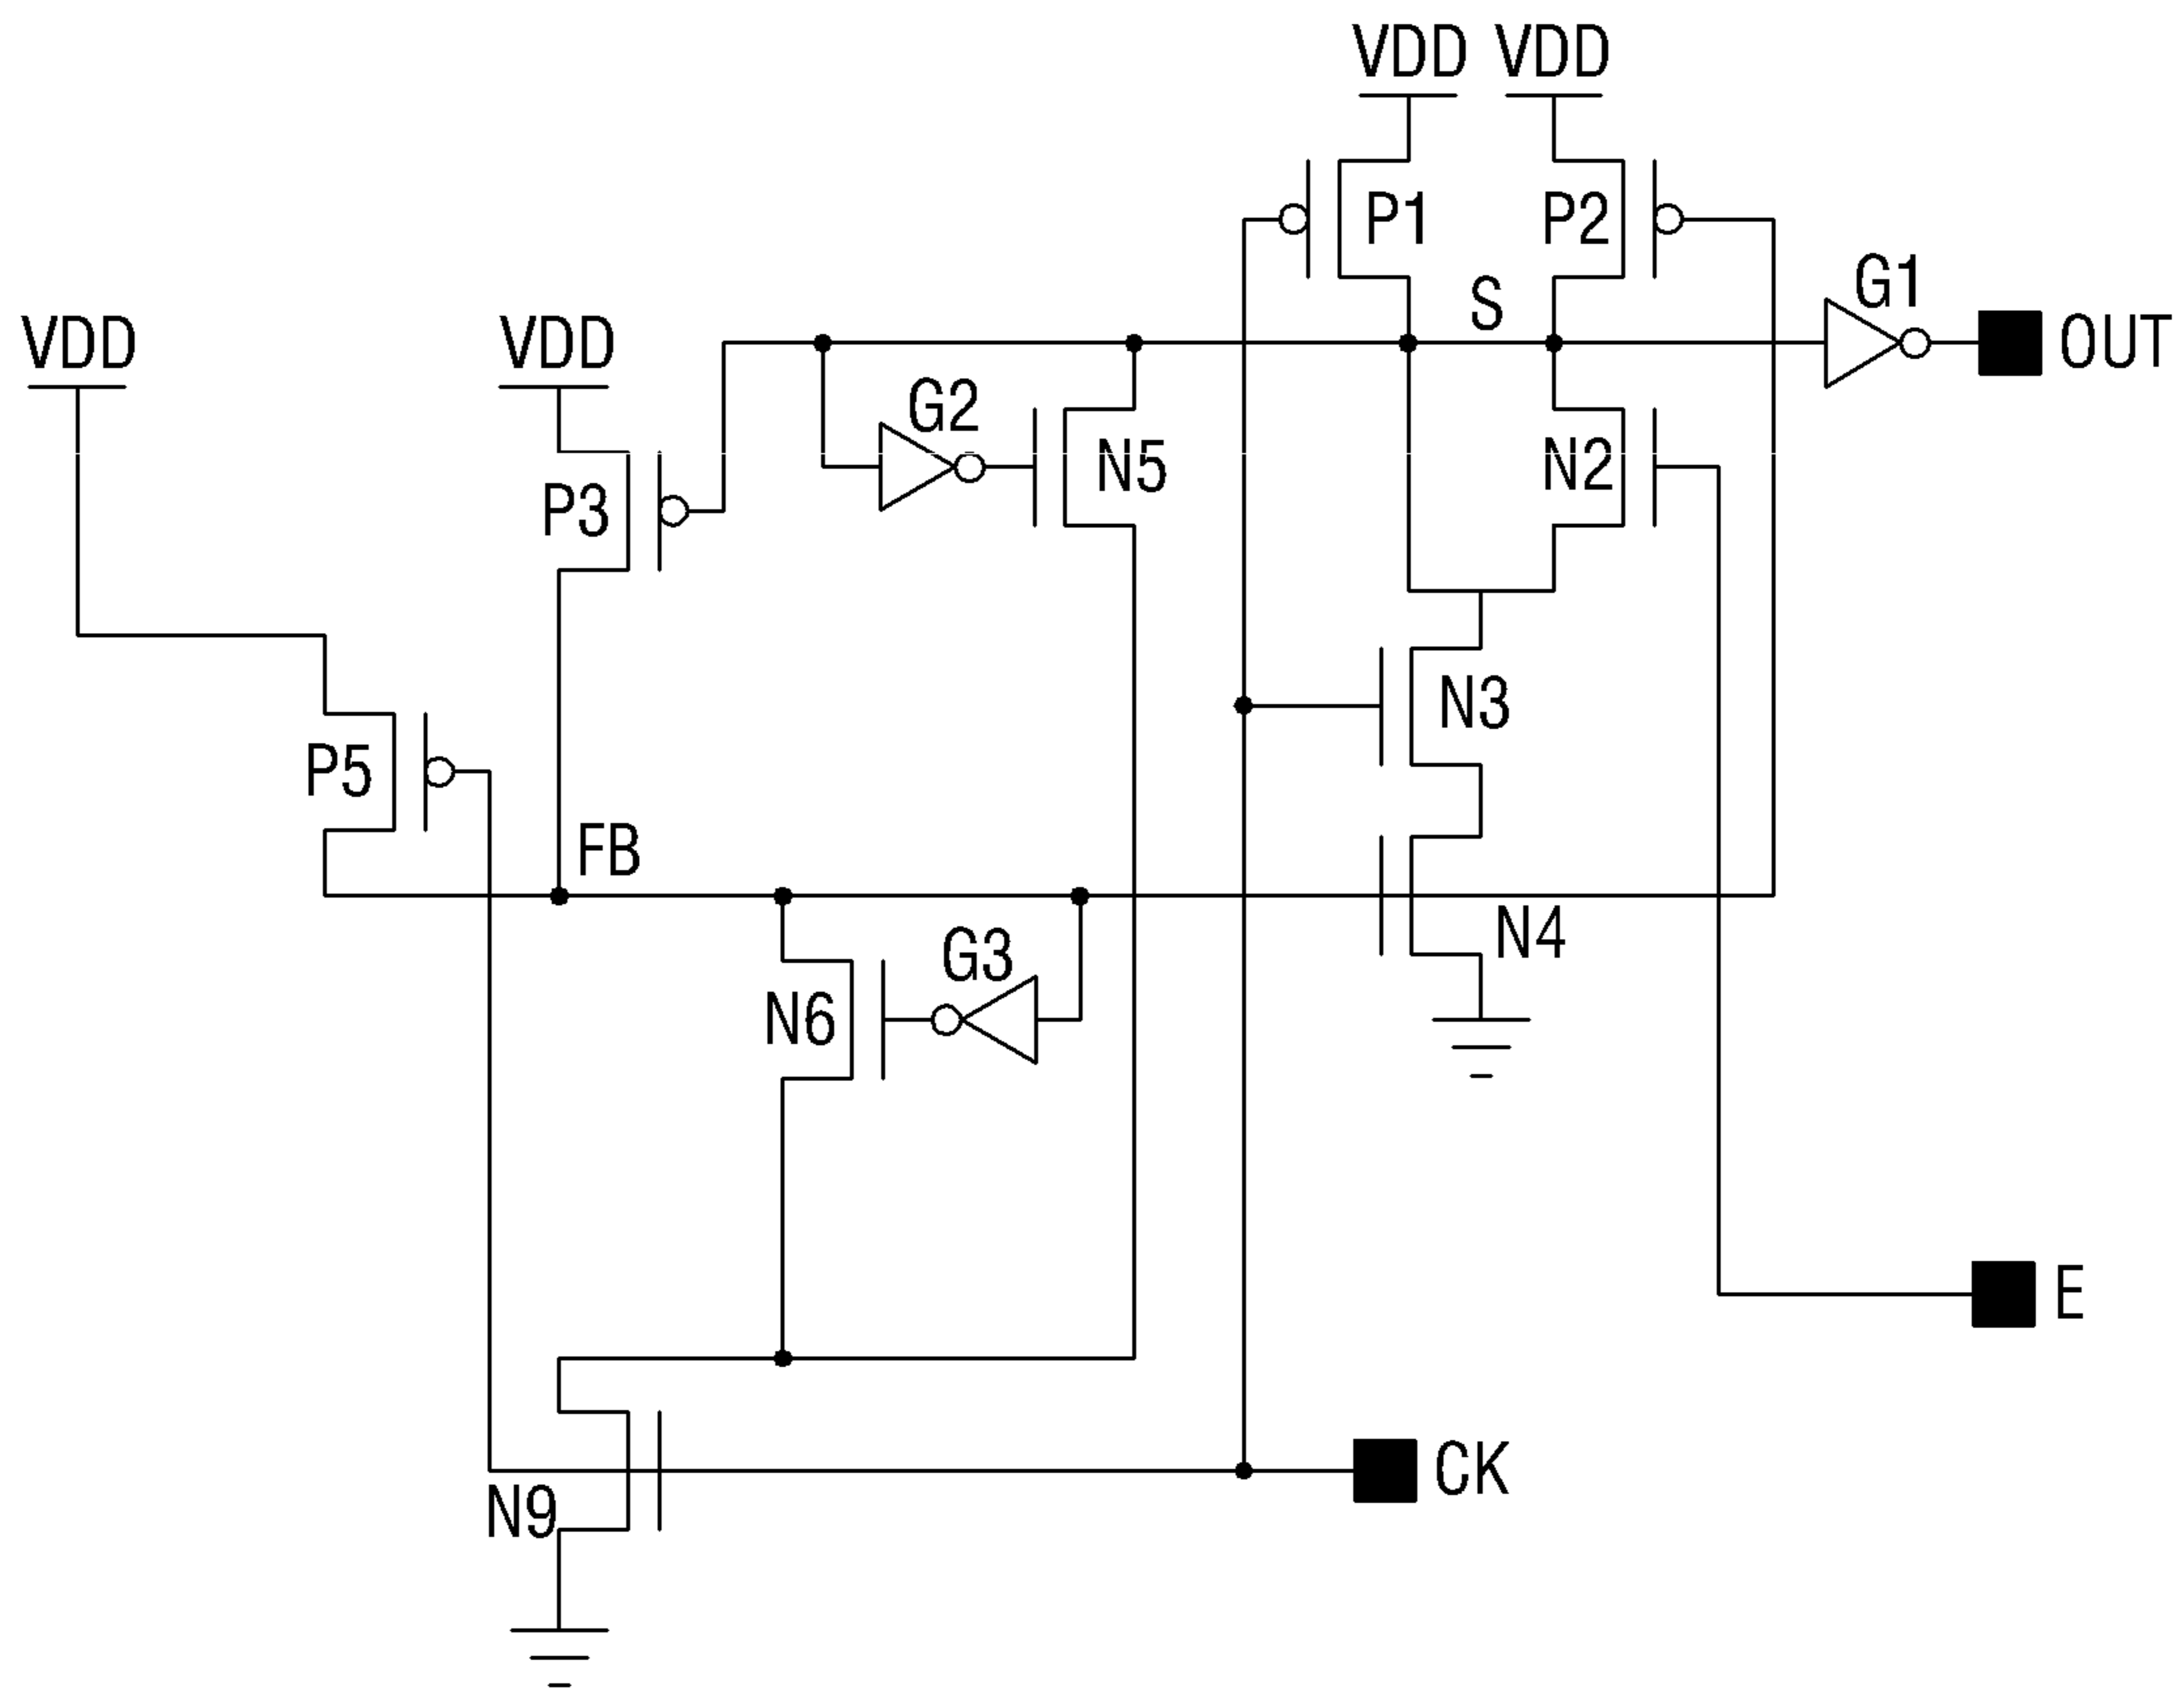 VDD VDD
P1 P2
G1
S
VDD VDD OUT
G2
N5 N2
P3
N3
P5
FB
N4
G3
N6
E
CK
N9